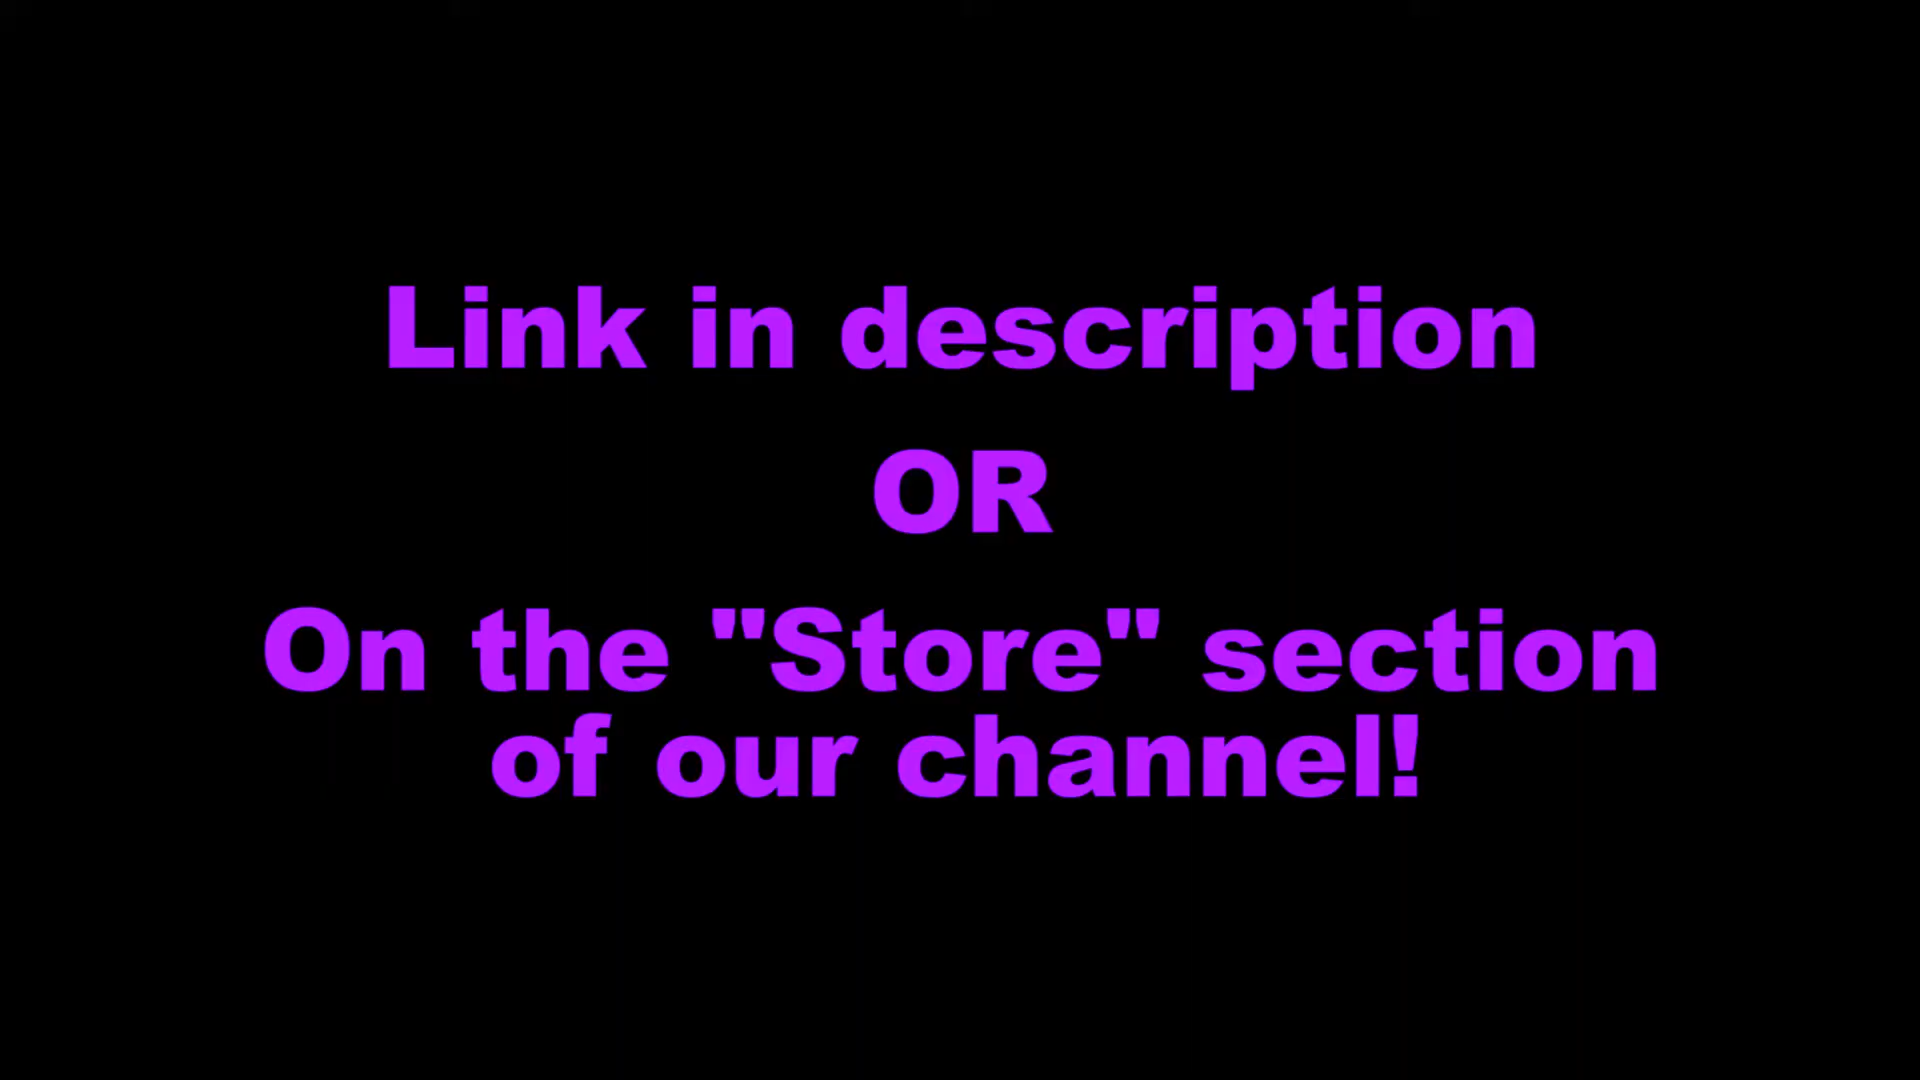 Link in description
OR
On the "Store" section
of our channel!